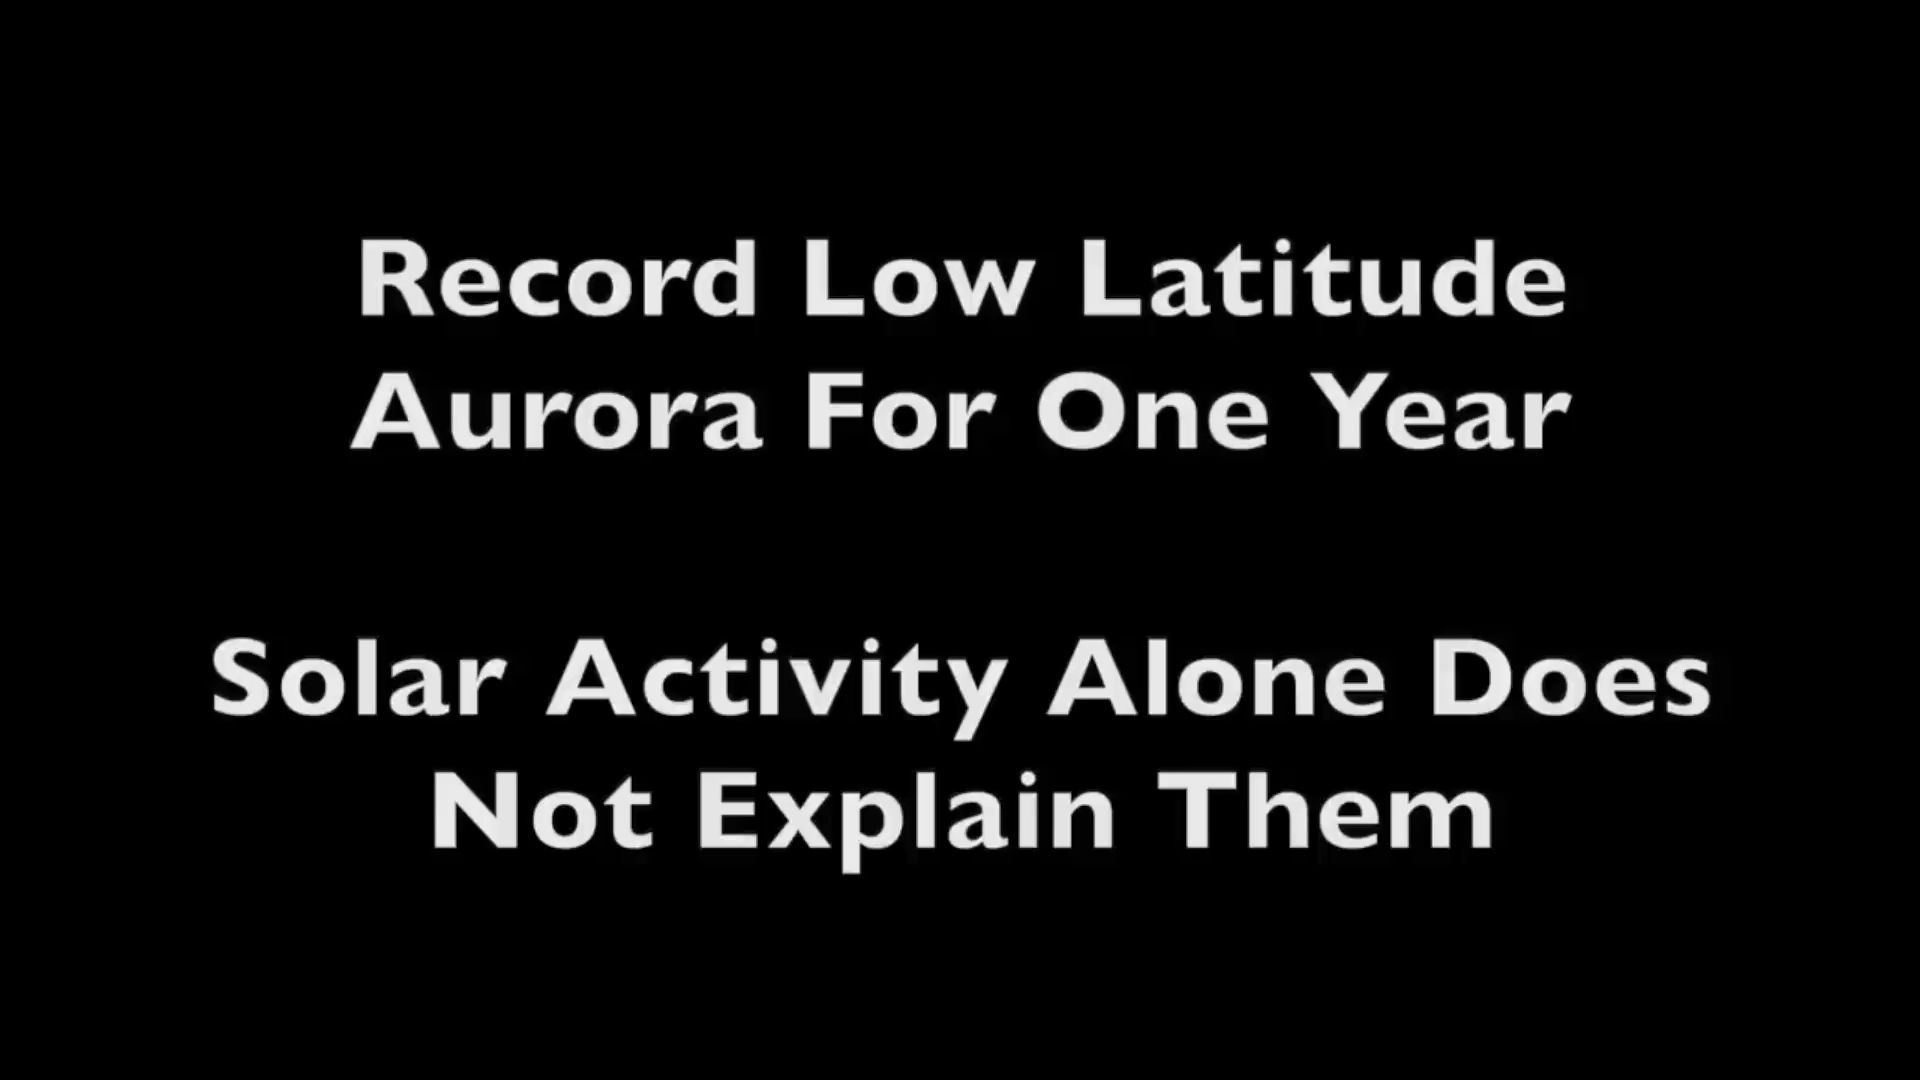 Record Low Latitude
Aurora For One Year
Solar Activity Alone Does
Not Explain Them